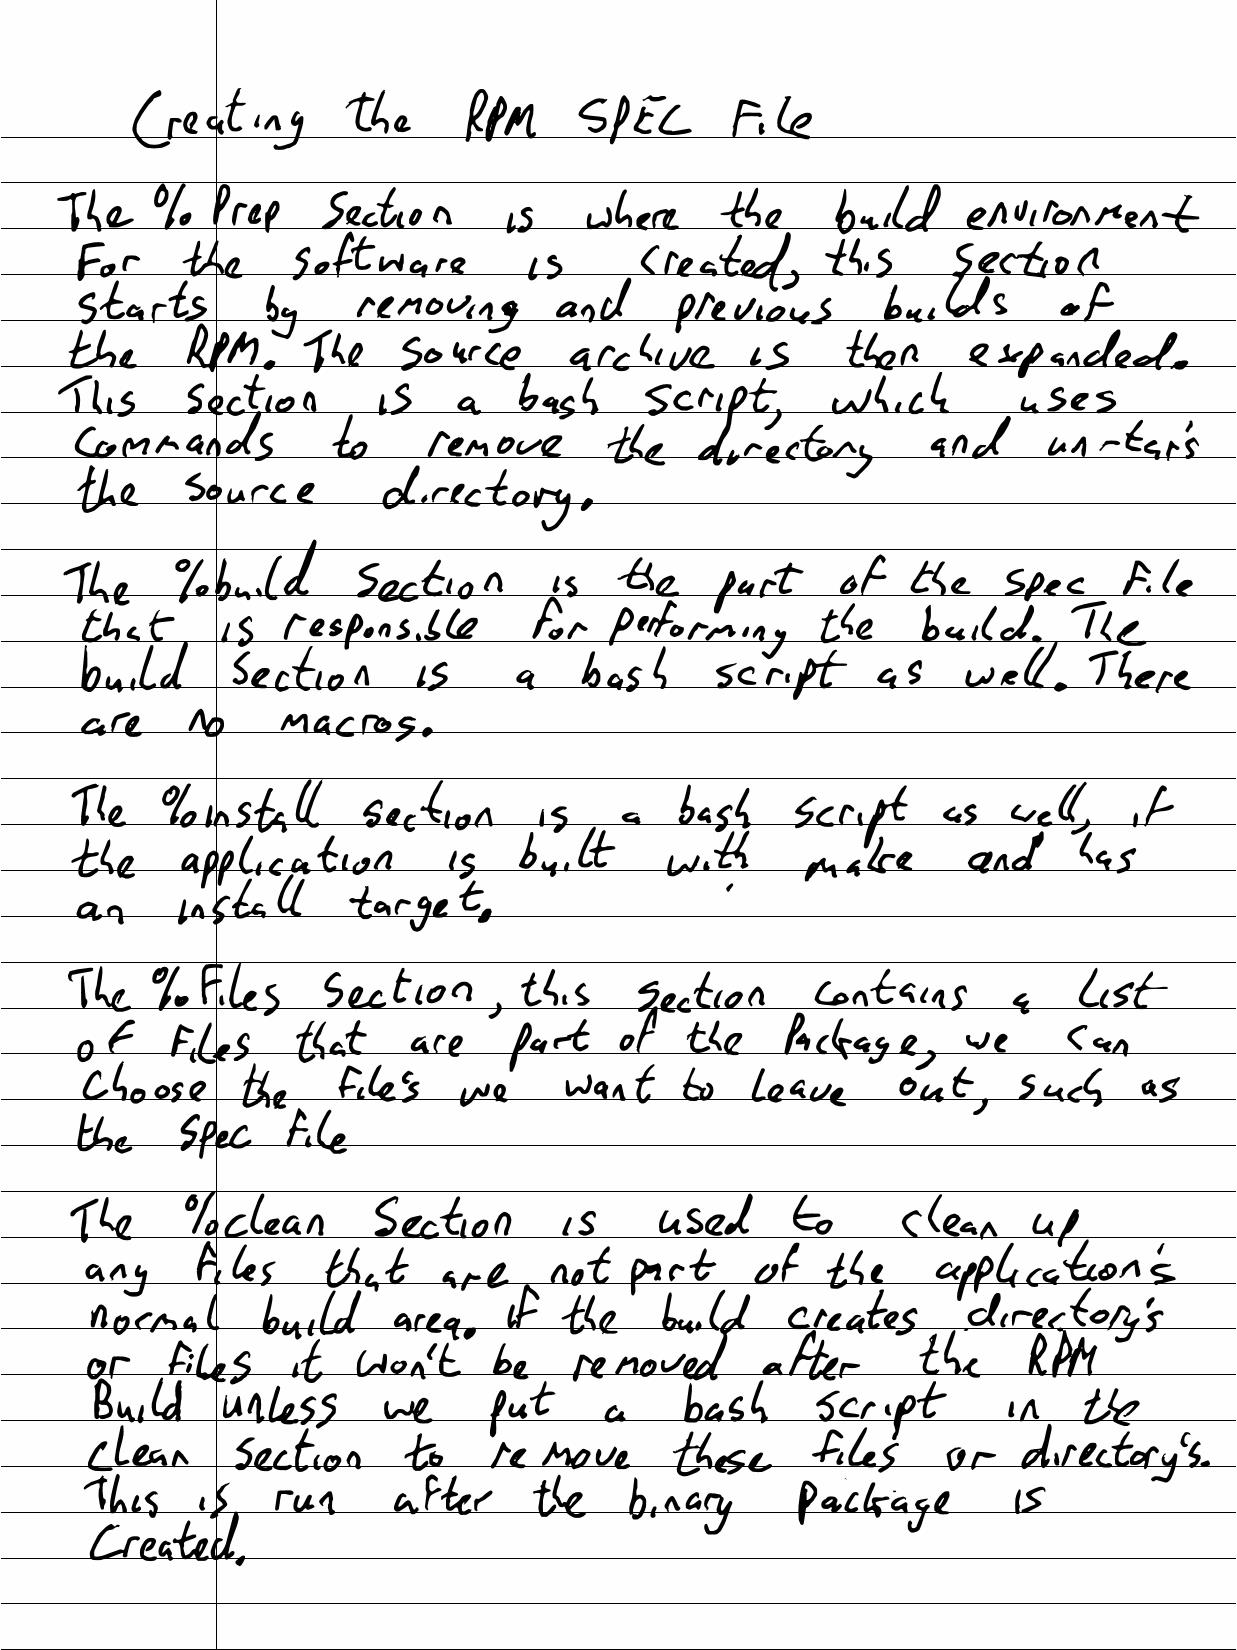 Creating the RPM SPEC File
The %Prep Section is where the build environment
For the software is created, this section
starts by removing and previous builds of
the RPM. The source archive is then expanded.
This section is a bash script, which uses
Commands to remove the directory and un-tar's
the source directory.
The %build Section is the part of the spec File
that is responsible for performing the build. The
build Section is a bash script as well. There
are no macros.
The %install section is a bash script as well, if
the application is built with make and has
an install target.
The %Files Section, this section contains a list
of Files that are part of the Package, we can
Choose the File's we want to leave out, such as
the Spec File
The %clean Section is used to clean up
any files that are not part of the application's
normal build area. if the build creates directory's
or files it won't be removed after the RPM
Build unless we put a bash script in the
clean section to remove these files or directory's.
This is run after the binary package is
Created.